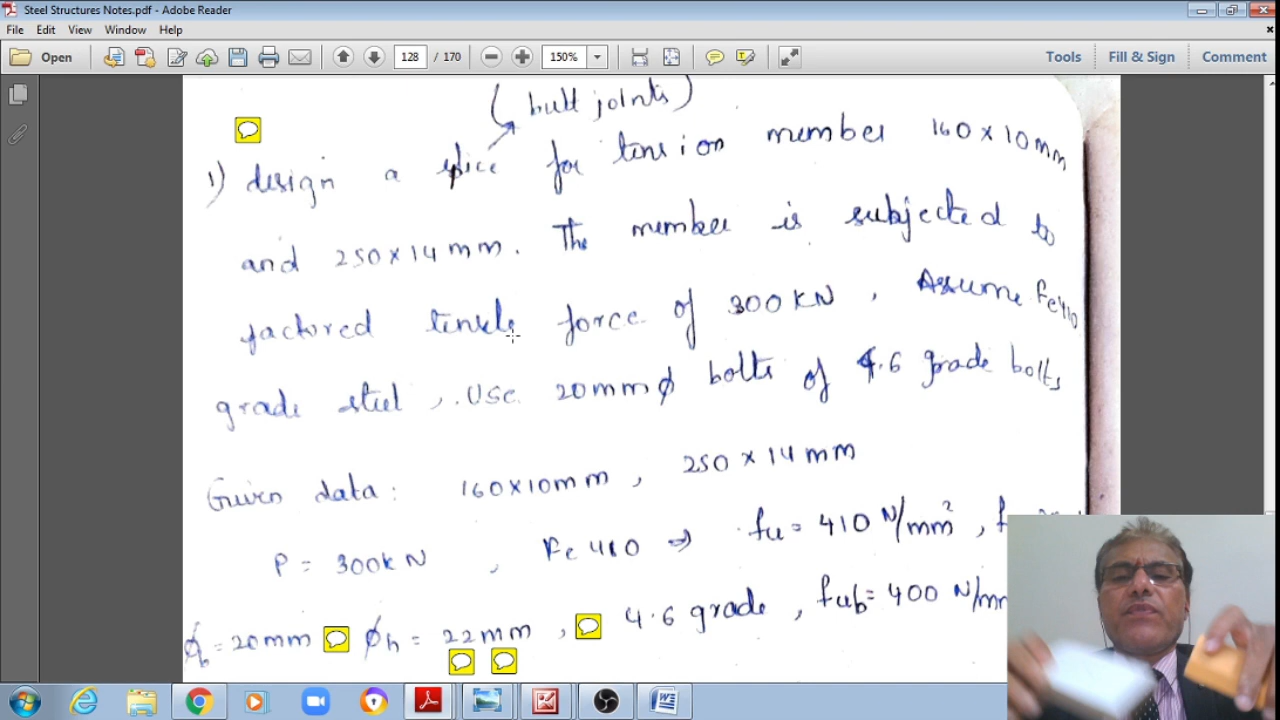 Steel Structures Notes.pdf - Adobe Reader
File Edit View Window Help
Open 128 / 170 150% Tools Fill & Sign Comment
(butt joints)
1) design a splice for tension member 160 x 10 mm
and 250 x 14 mm. The member is subjected to
factored tensile force of 300 KN, Assume Fe410
grade steel, Use 20mm ϕ bolts of 4.6 grade bolts
Given data: 160x10mm, 250 x 14 mm
P = 300kN, Fe 410 ⇒ fu = 410 N/mm²,
ϕb = 20mm ϕh = 22mm, 4.6 grade, fub = 400 N/mm